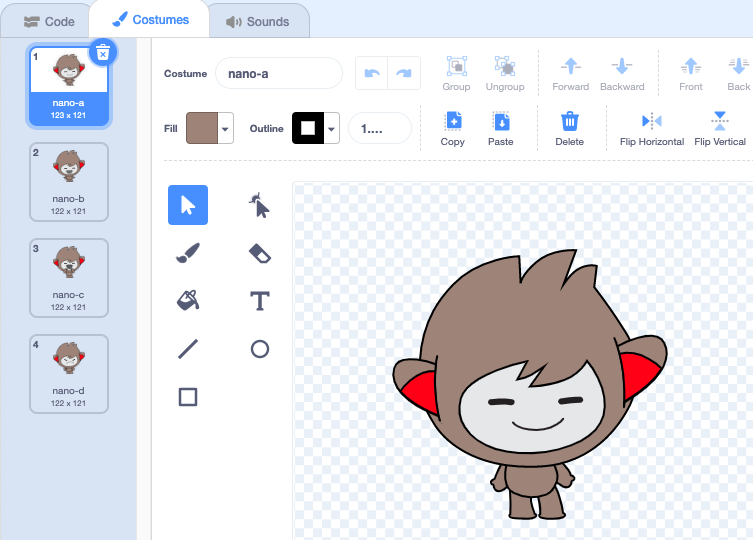 Code
Costumes
Sounds
1
nano-a
123 x 121
2
nano-b
122 x 121
3
nano-c
122 x 121
4
nano-d
122 x 121
Costume
nano-a
Group
Ungroup
Forward
Backward
Front
Back
Fill
Outline
1....
Copy
Paste
Delete
Flip Horizontal
Flip Vertical
T